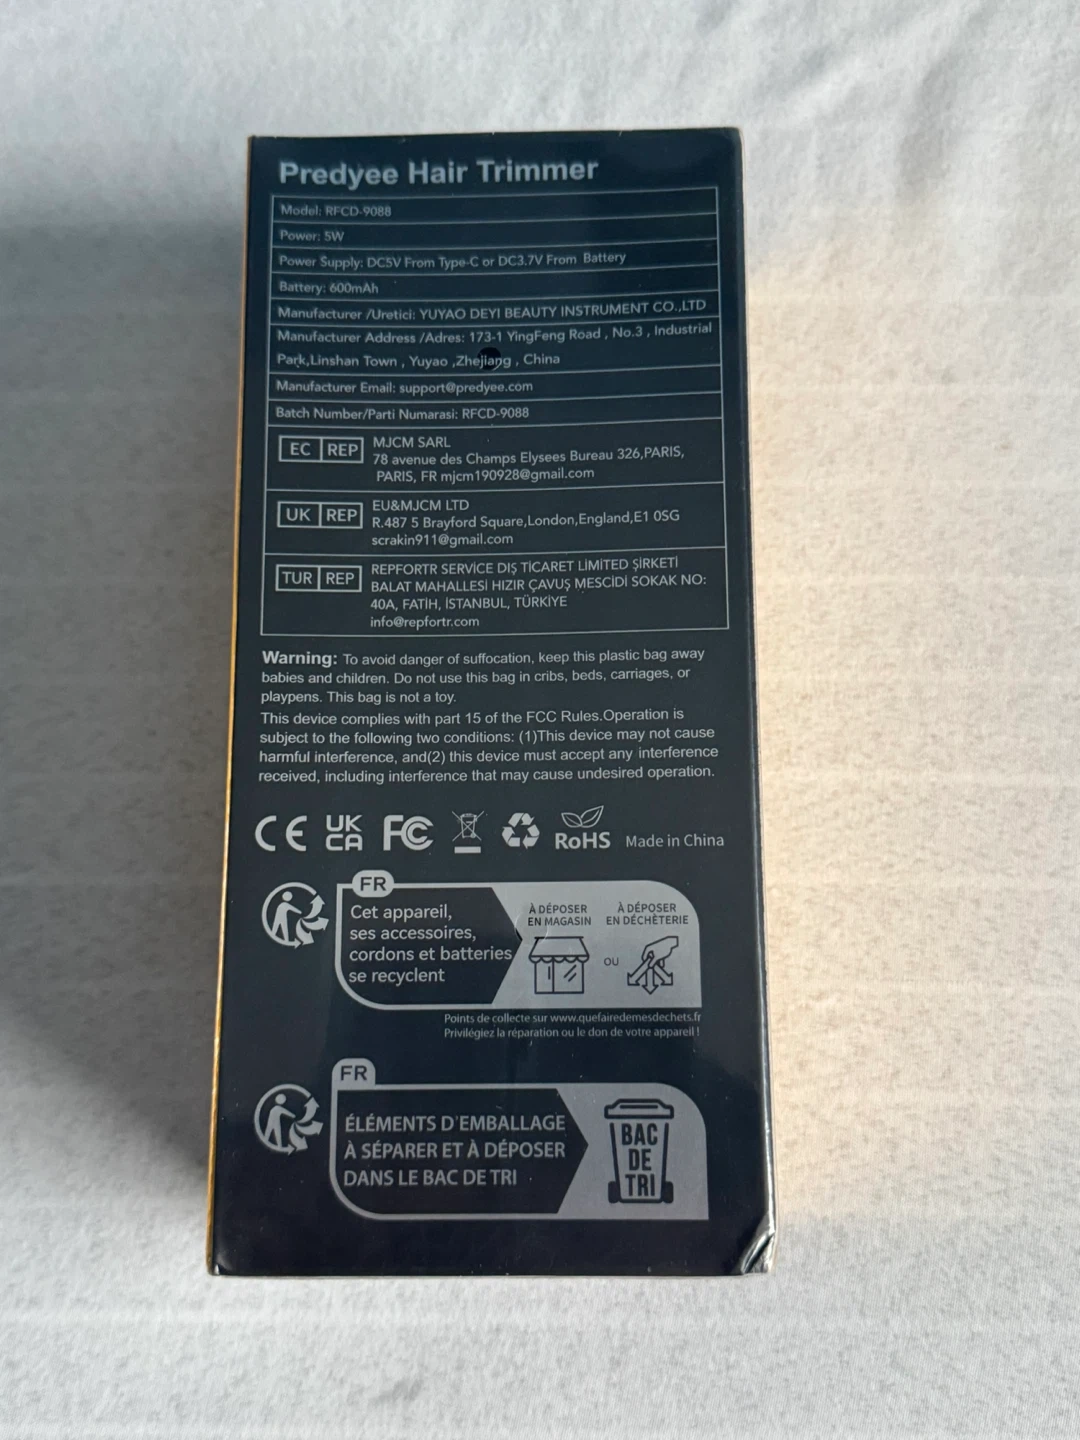 Predyee Hair Trimmer
Model: RFCD-9088
Power: 5W
Power Supply: DC5V From Type-C or DC3.7V From Battery
Battery: 600mAh
Manufacturer /Uretici: YUYAO DEYI BEAUTY INSTRUMENT CO.,LTD
Manufacturer Address /Adres: 173-1 YingFeng Road , No.3 , Industrial
Park,Linshan Town , Yuyao ,Zhejiang , China
Manufacturer Email: support@predyee.com
Batch Number/Parti Numarasi: RFCD-9088
EC REP
MJCM SARL
78 avenue des Champs Elysees Bureau 326,PARIS,
PARIS, FR mjcm190928@gmail.com
UK REP
EU&MJCM LTD
R.487 5 Brayford Square,London,England,E1 0SG
scrakin911@gmail.com
TUR REP
REPFORTR SERVICE DIŞ TİCARET LİMİTED ŞİRKETİ
BALAT MAHALLESİ HIZIR ÇAVUŞ MESCİDİ SOKAK NO:
40A, FATİH, İSTANBUL, TÜRKİYE
info@repfortr.com
Warning: To avoid danger of suffocation, keep this plastic bag away
babies and children. Do not use this bag in cribs, beds, carriages, or
playpens. This bag is not a toy.
This device complies with part 15 of the FCC Rules.Operation is
subject to the following two conditions: (1)This device may not cause
harmful interference, and(2) this device must accept any interference
received, including interference that may cause undesired operation.
CE UK CA FC RoHS Made in China
FR
Cet appareil,
ses accessoires,
cordons et batteries
se recyclent
À DÉPOSER
EN MAGASIN
OU
À DÉPOSER
EN DÉCHÈTERIE
Points de collecte sur www.quefairedemesdechets.fr
Privilégiez la réparation ou le don de votre appareil !
FR
ÉLÉMENTS D'EMBALLAGE
À SÉPARER ET À DÉPOSER
DANS LE BAC DE TRI
BAC
DE
TRI